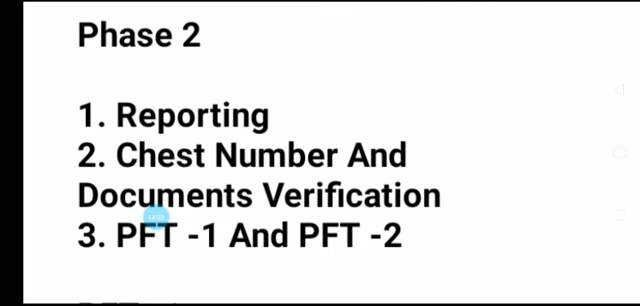 Phase 2
1. Reporting
2. Chest Number And
Documents Verification
3. PFT -1 And PFT -2